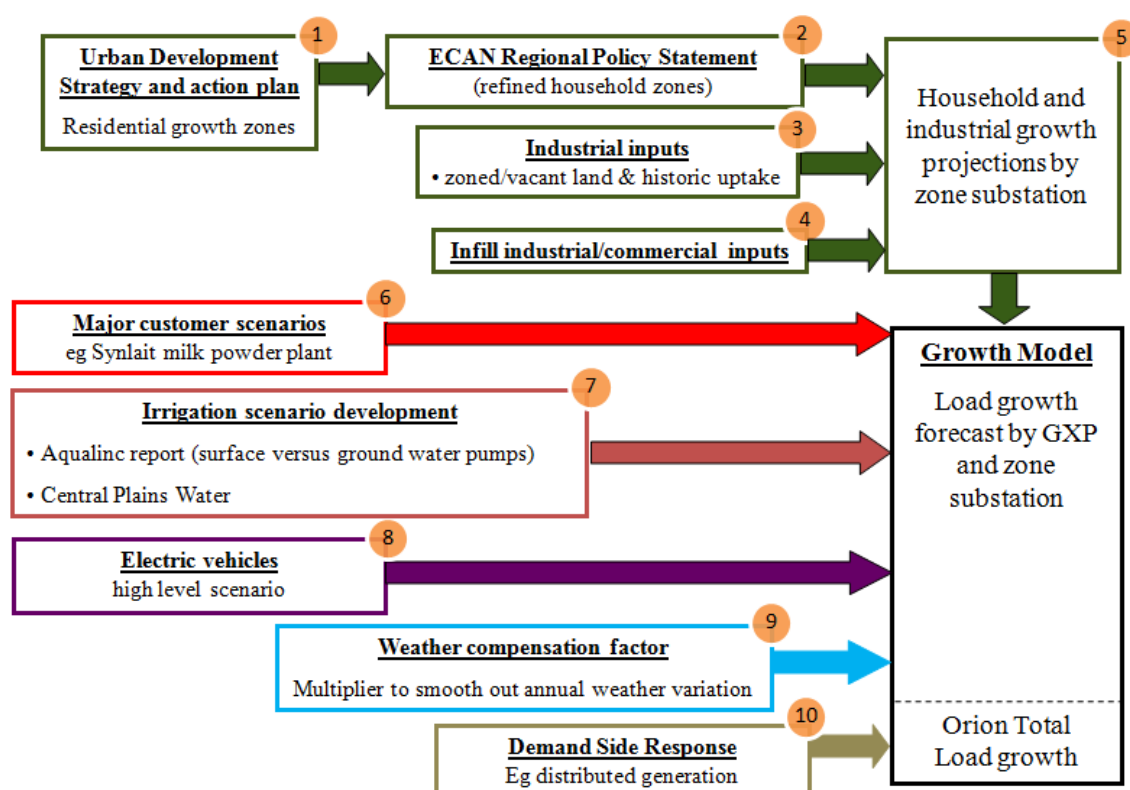 1
Urban Development
Strategy and action plan
Residential growth zones
2
ECAN Regional Policy Statement
(refined household zones)
3
Industrial inputs
• zoned/vacant land & historic uptake
4
Infill industrial/commercial inputs
5
Household and
industrial growth
projections by
zone substation
6
Major customer scenarios
eg Synlait milk powder plant
7
Irrigation scenario development
• Aqualinc report (surface versus ground water pumps)
• Central Plains Water
8
Electric vehicles
high level scenario
9
Weather compensation factor
Multiplier to smooth out annual weather variation
10
Demand Side Response
Eg distributed generation
Growth Model
Load growth
forecast by GXP
and zone
substation
Orion Total
Load growth